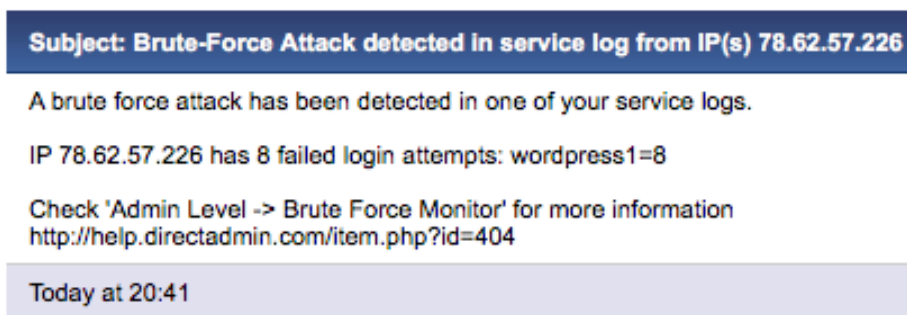 Subject: Brute-Force Attack detected in service log from IP(s) 78.62.57.226
A brute force attack has been detected in one of your service logs.
IP 78.62.57.226 has 8 failed login attempts: wordpress1=8
Check 'Admin Level -> Brute Force Monitor' for more information
http://help.directadmin.com/item.php?id=404
Today at 20:41